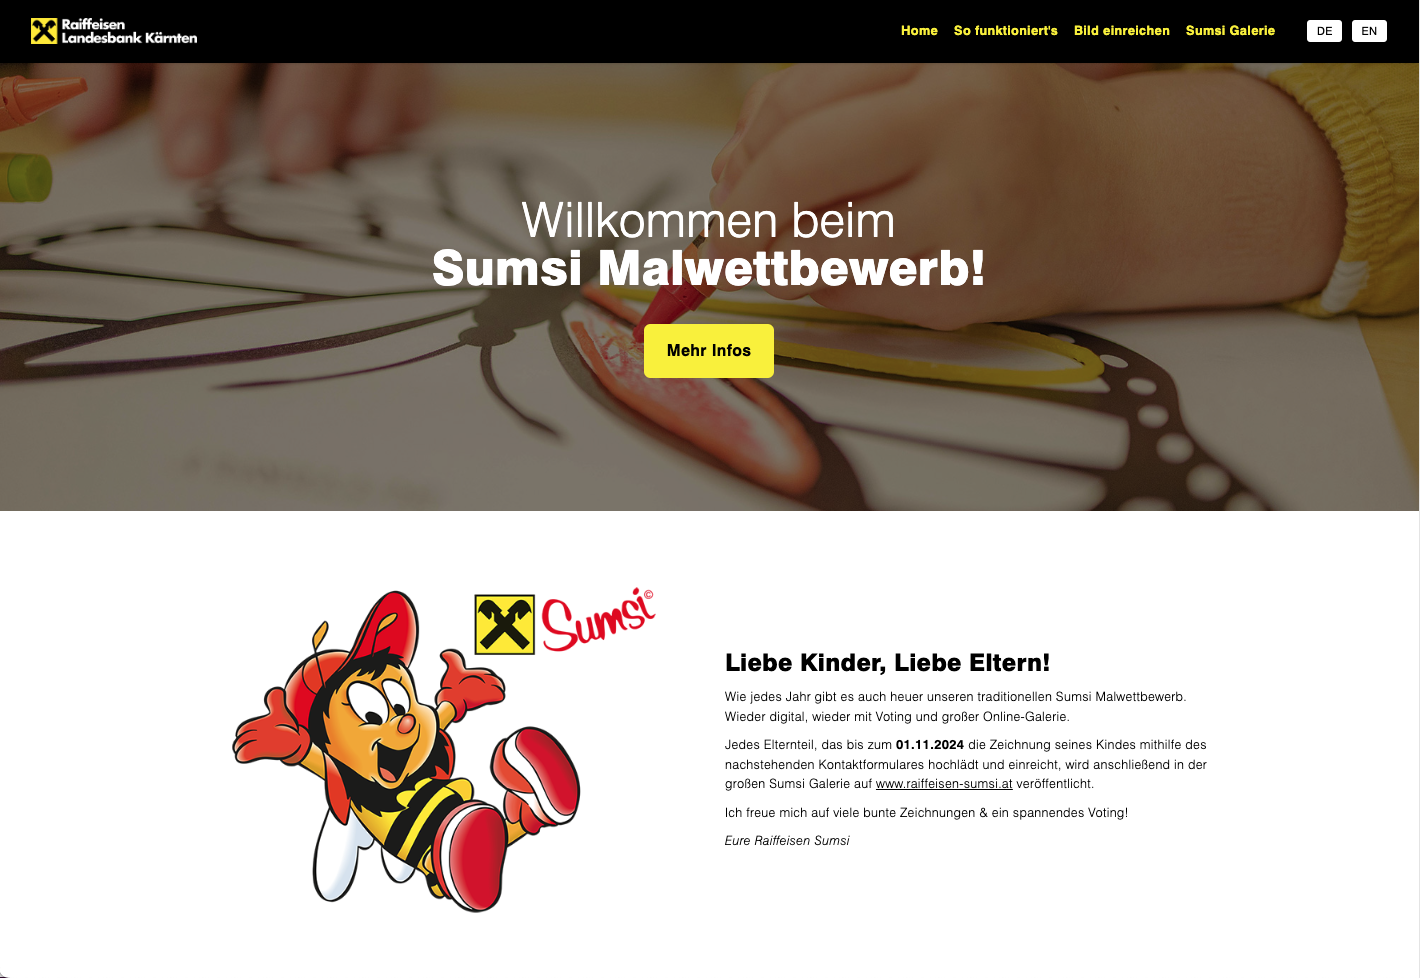 Raiffeisen
Landesbank Kärnten
Home So funktioniert's Bild einreichen Sumsi Galerie DE EN
Willkommen beim
Sumsi Malwettbewerb!
Mehr Infos
Sumsi©
Liebe Kinder, Liebe Eltern!
Wie jedes Jahr gibt es auch heuer unseren traditionellen Sumsi Malwettbewerb.
Wieder digital, wieder mit Voting und großer Online-Galerie.
Jedes Elternteil, das bis zum 01.11.2024 die Zeichnung seines Kindes mithilfe des
nachstehenden Kontaktformulares hochlädt und einreicht, wird anschließend in der
großen Sumsi Galerie auf www.raiffeisen-sumsi.at veröffentlicht.
Ich freue mich auf viele bunte Zeichnungen & ein spannendes Voting!
Eure Raiffeisen Sumsi